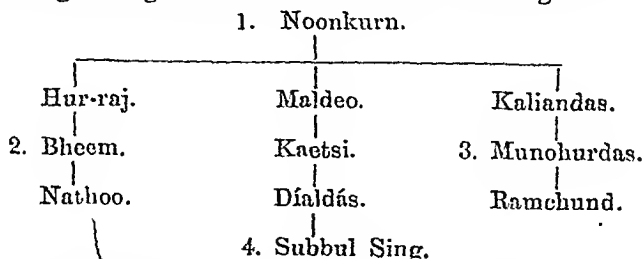 1. Noonkurn.
Hur-raj. Maldeo. Kaliandas.
2. Bheem. Kaetsi. 3. Munohurdas.
Nathoo. Díaldás. Ramchund.
4. Subbul Sing.